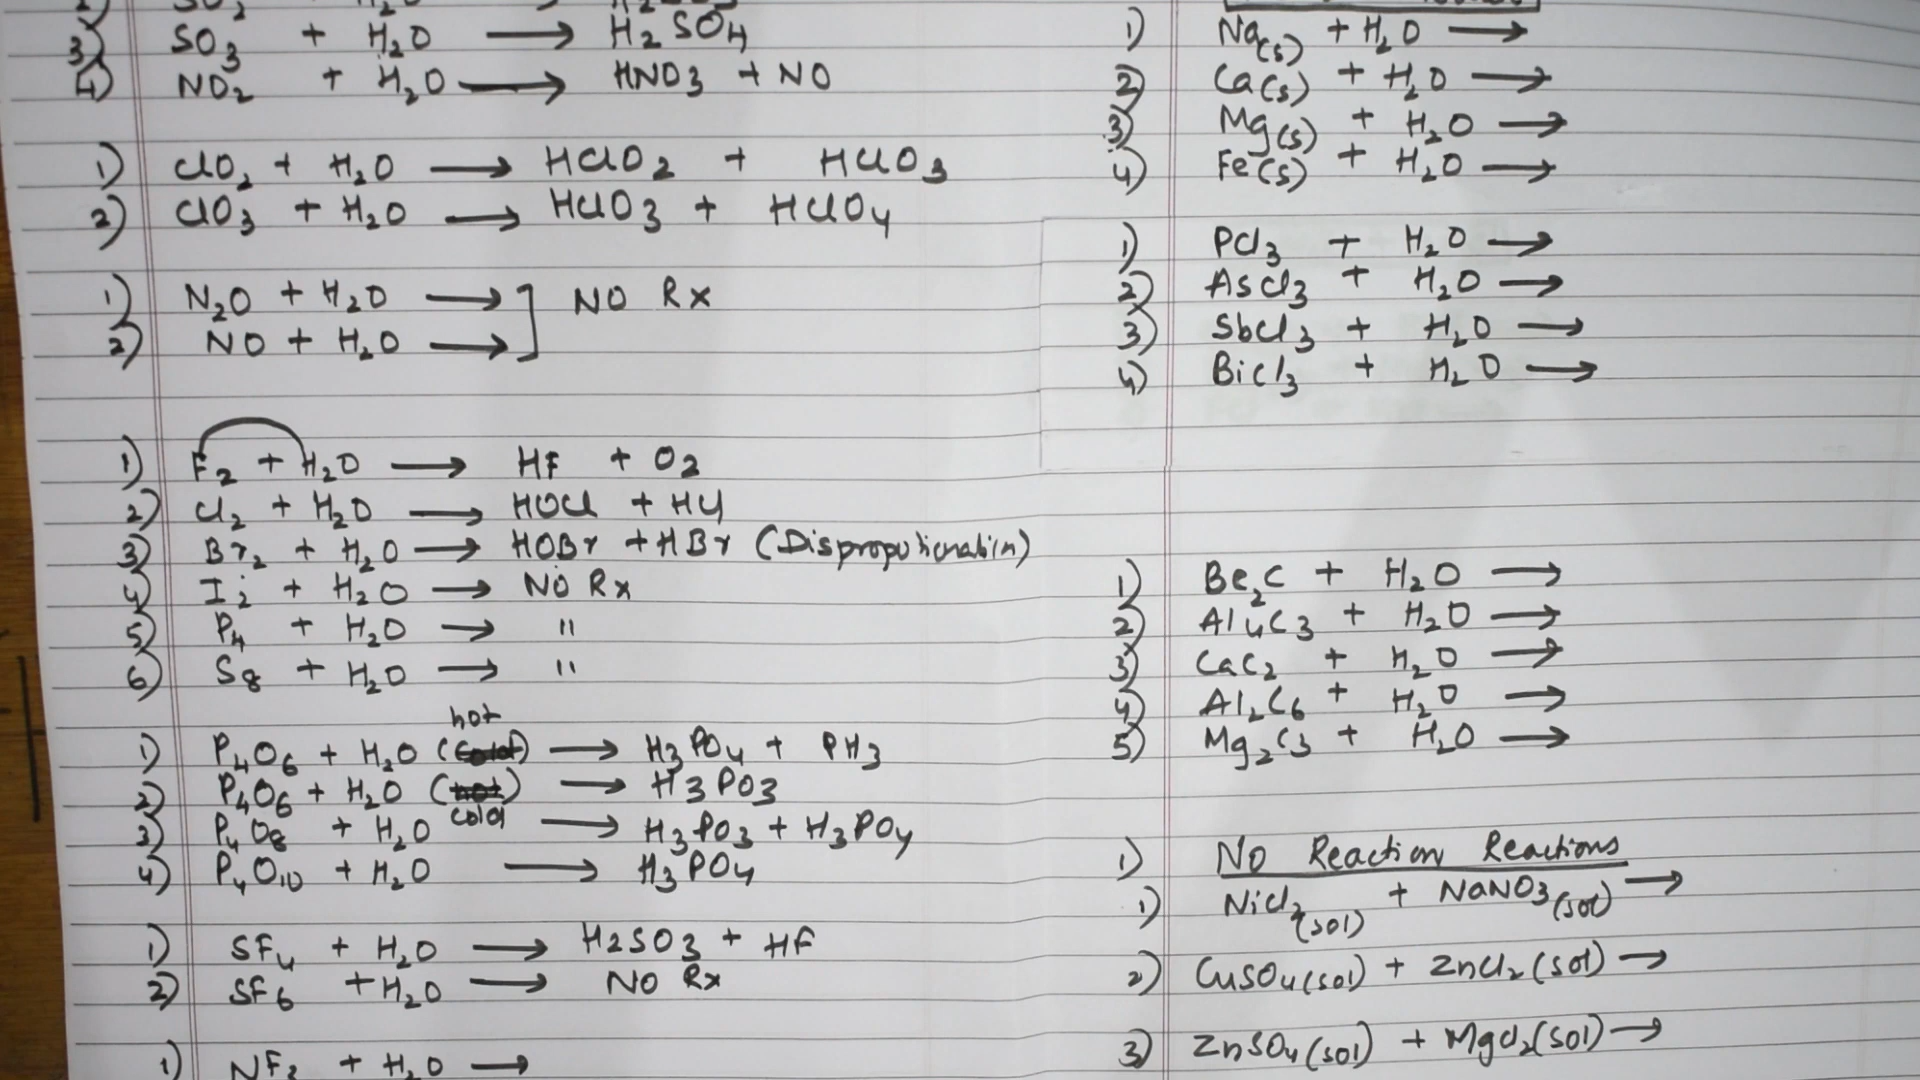 3) SO₃ + H₂O → H₂SO₄
4) NO₂ + H₂O → HNO₃ + NO
1) ClO₂ + H₂O → HClO₂ + HClO₃
2) ClO₃ + H₂O → HClO₃ + HClO₄
1) N₂O + H₂O → ] NO Rx
2) NO + H₂O →
1) F₂ + H₂O → HF + O₂
2) Cl₂ + H₂O → HOCl + HCl
3) Br₂ + H₂O → HOBr + HBr (Disproportionation)
4) I₂ + H₂O → NO Rx
5) P₄ + H₂O → "
6) S₈ + H₂O → "
hot
1) P₄O₆ + H₂O (cold) → H₃PO₄ + PH₃
2) P₄O₆ + H₂O (hot) → H₃PO₃
cold
3) P₄O₈ + H₂O → H₃PO₃ + H₃PO₄
4) P₄O₁₀ + H₂O → H₃PO₄
1) SF₄ + H₂O → H₂SO₃ + HF
2) SF₆ + H₂O → NO Rx
1) NF₃ + H₂O →
1) Na(s) + H₂O →
2) Ca(s) + H₂O →
3) Mg(s) + H₂O →
4) Fe(s) + H₂O →
1) PCl₃ + H₂O →
2) AsCl₃ + H₂O →
3) SbCl₃ + H₂O →
4) BiCl₃ + H₂O →
1) Be₂C + H₂O →
2) Al₄C₃ + H₂O →
3) CaC₂ + H₂O →
4) Al₂C₆ + H₂O →
5) Mg₂C₃ + H₂O →
1) NO Reaction Reactions
1) NiCl₂(sol) + NaNO₃(sol) →
2) CuSO₄(sol) + ZnCl₂(sol) →
3) ZnSO₄(sol) + MgCl₂(sol) →